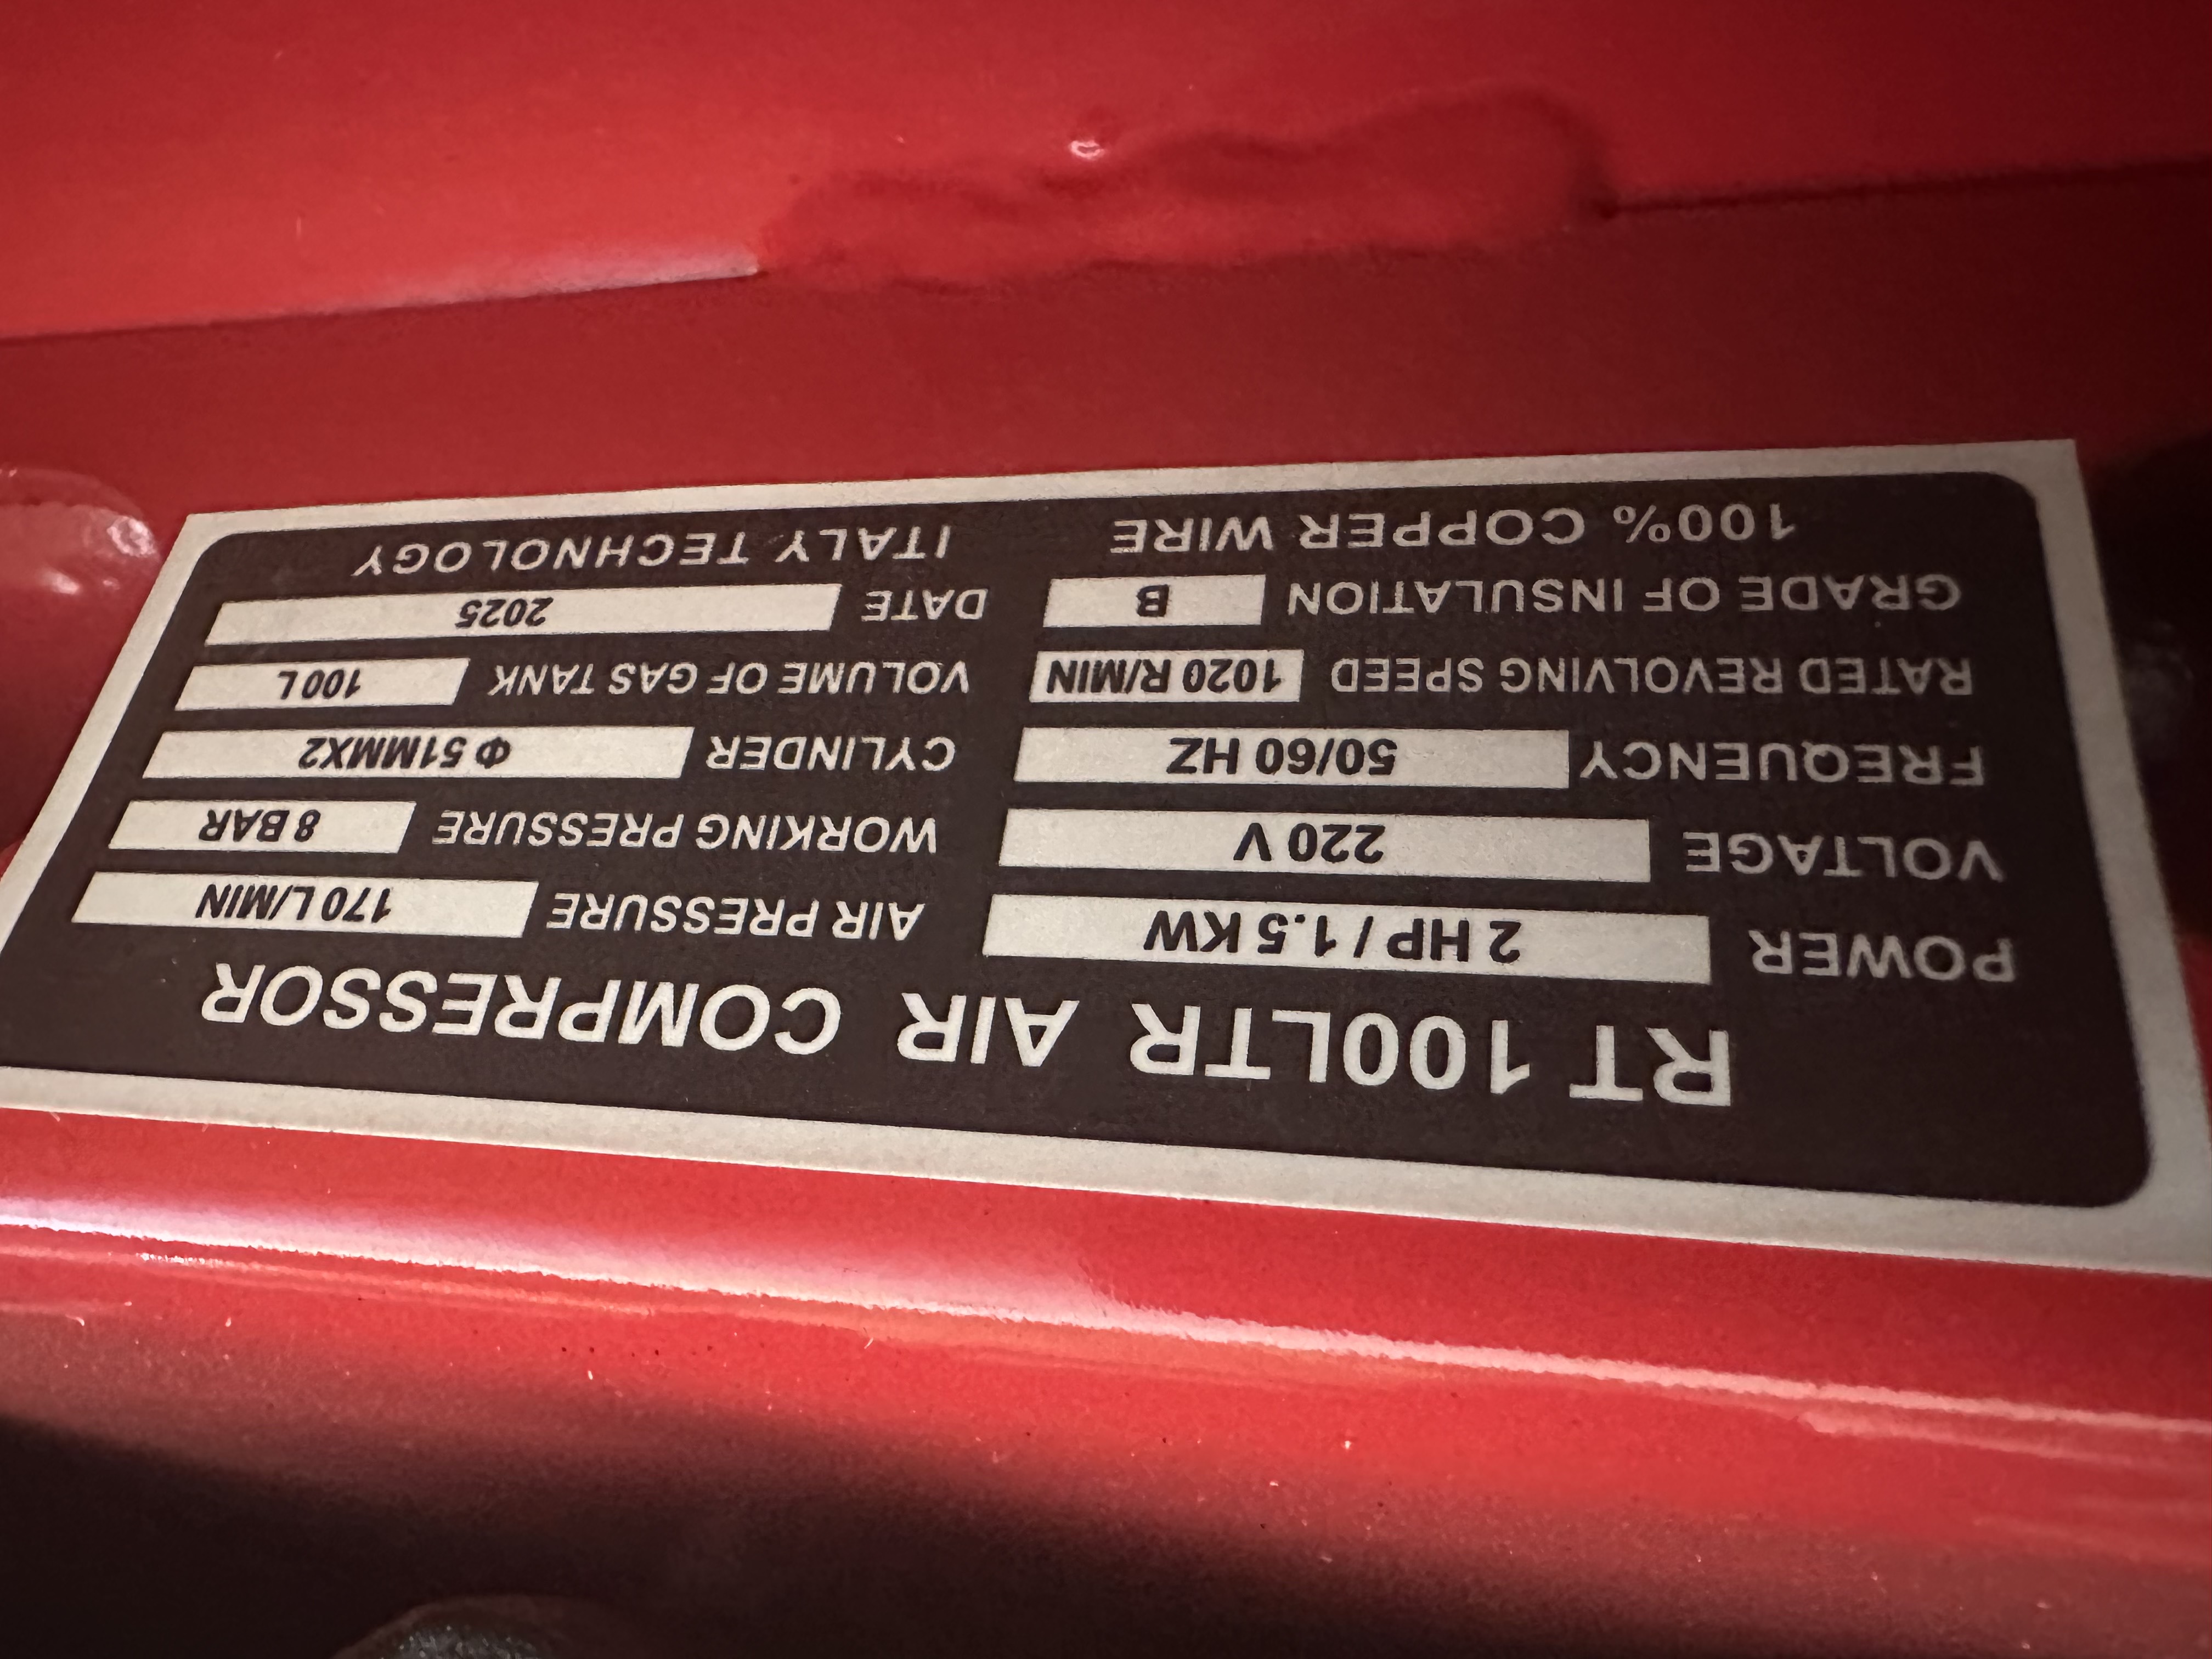 RT 100LTR AIR COMPRESSOR
POWER 2 HP / 1.5 KW AIR PRESSURE 170 L/MIN
VOLTAGE 220 V WORKING PRESSURE 8 BAR
FREQUENCY 50/60 HZ CYLINDER Φ 51MMX2
RATED REVOLVING SPEED 1020 R/MIN VOLUME OF GAS TANK 100 L
GRADE OF INSULATION B DATE 2025
100% COPPER WIRE ITALY TECHNOLOGY